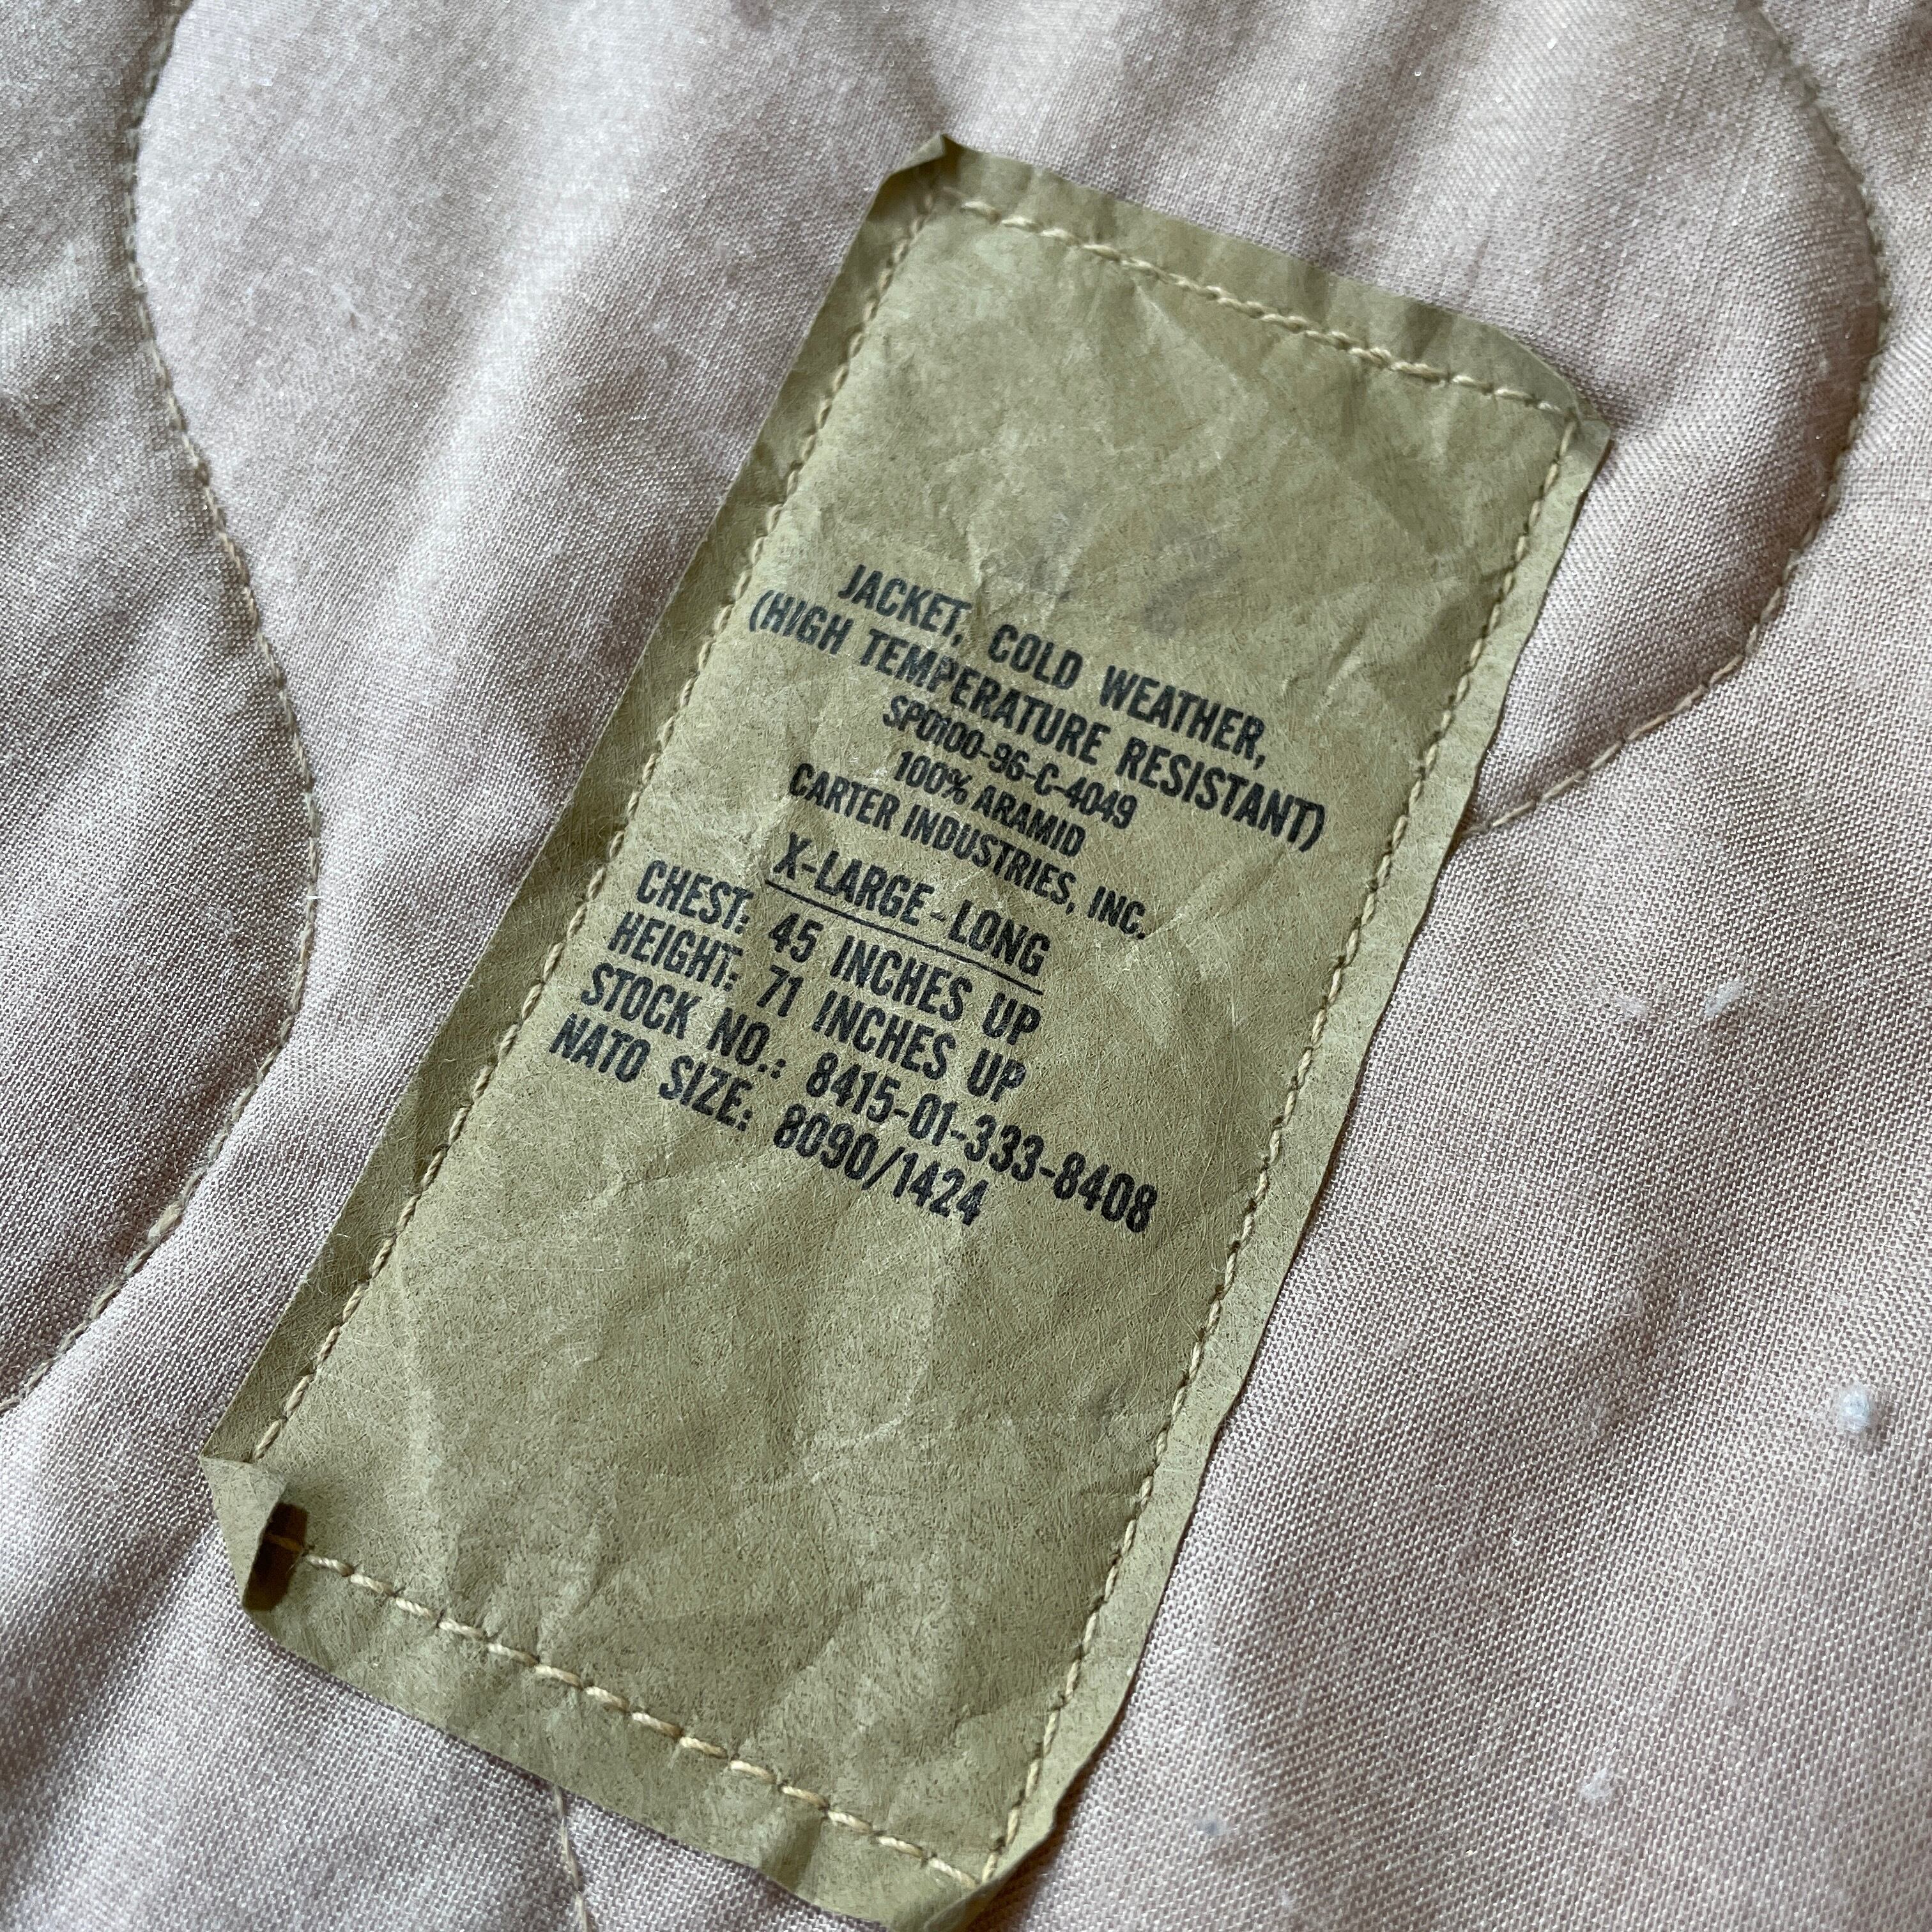 JACKET, COLD WEATHER,
(HIGH TEMPERATURE RESISTANT)
SP0100-96-C-4049
100% ARAMID
CARTER INDUSTRIES, INC.
X-LARGE-LONG
CHEST: 45 INCHES UP
HEIGHT: 71 INCHES UP
STOCK NO.: 8415-01-333-8408
NATO SIZE: 8090/1424